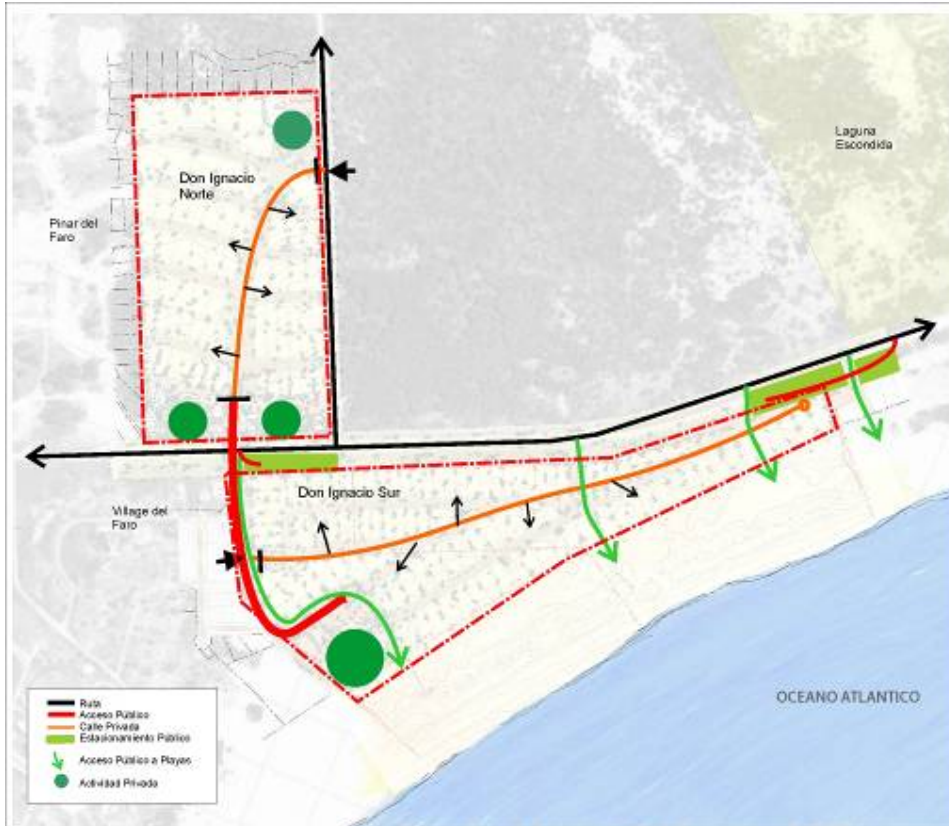 Laguna
Escondida
Don Ignacio
Norte
Pinar del
Faro
Don Ignacio Sur
Village del
Faro
OCEANO ATLANTICO
Ruta
Acceso Público
Calle Privada
Estacionamiento Público
Acceso Público a Playas
Actividad Privada